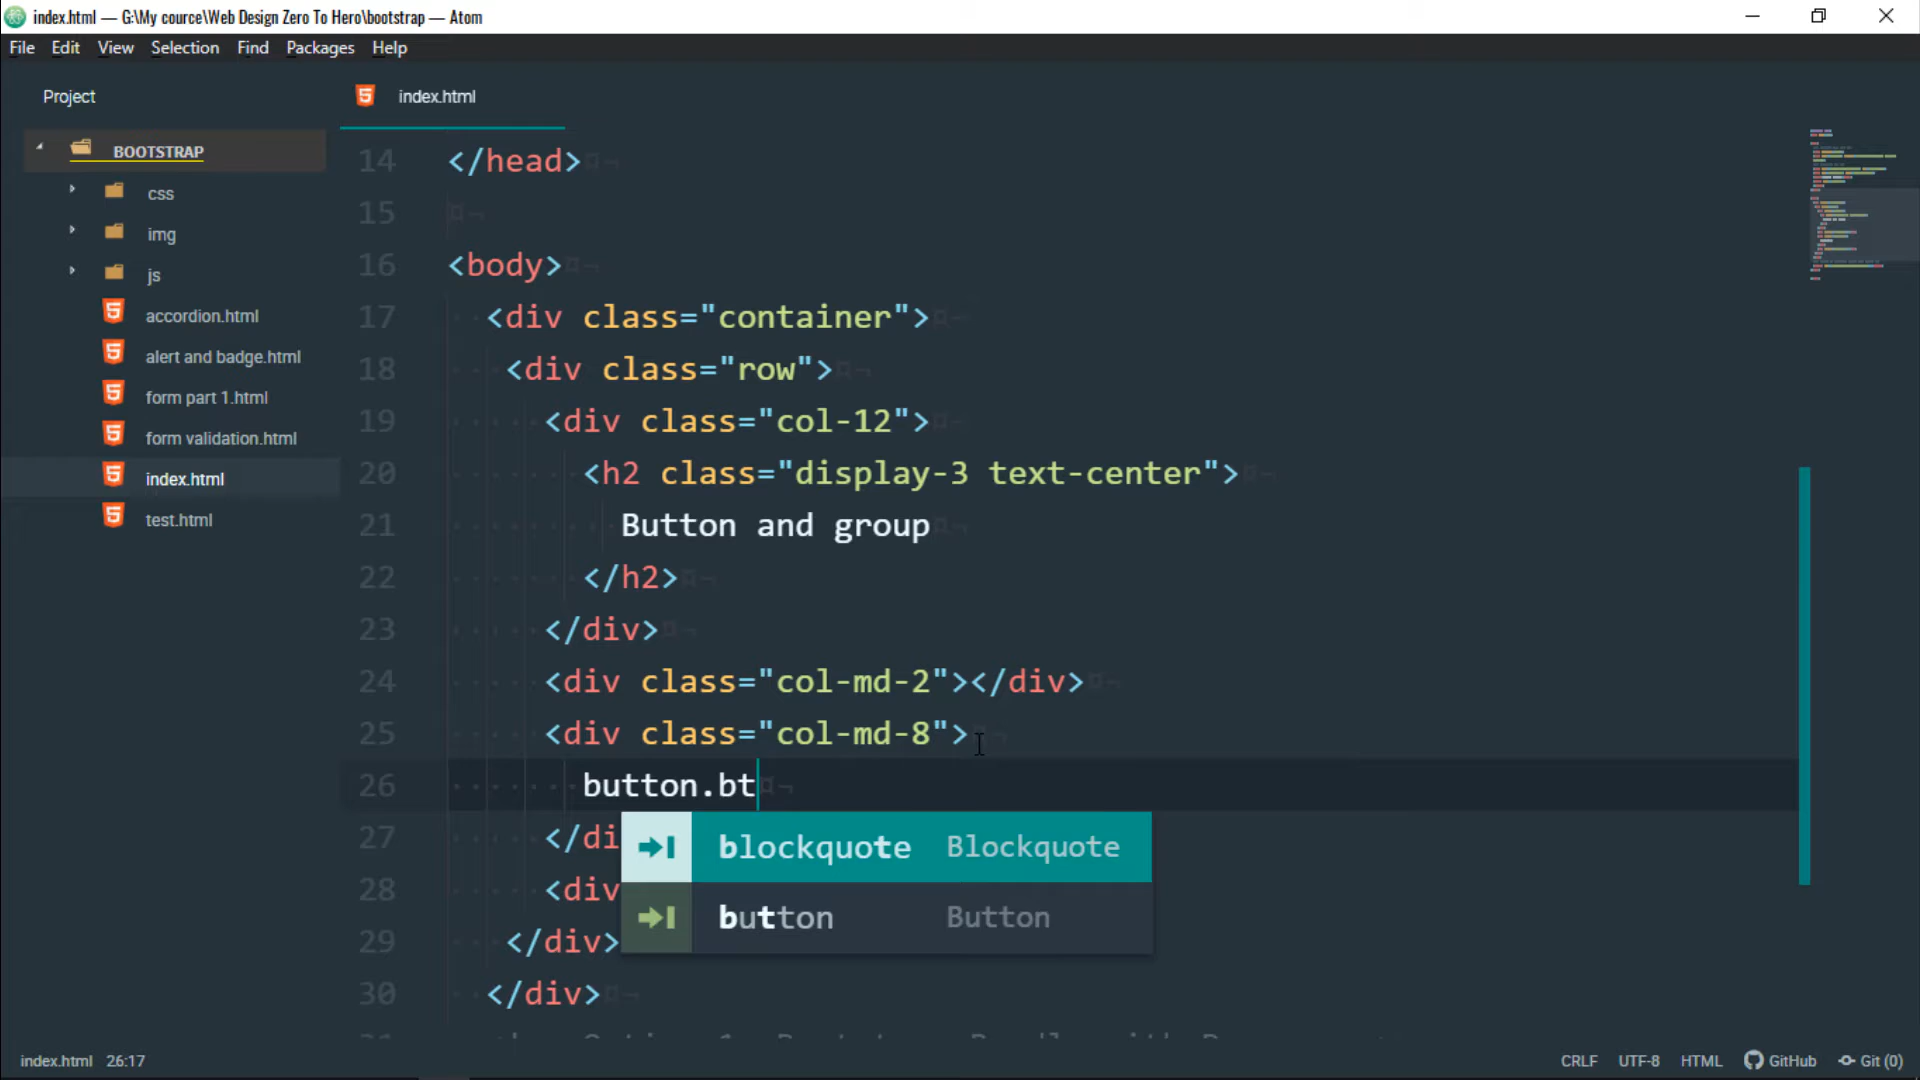 index.html — G:\My cource\Web Design Zero To Hero\bootstrap — Atom
File Edit View Selection Find Packages Help
Project
index.html
BOOTSTRAP
css
img
js
accordion.html
alert and badge.html
form part 1.html
form validation.html
index.html
test.html
14 </head>
15
16 <body>
17 <div class="container">
18 <div class="row">
19 <div class="col-12">
20 <h2 class="display-3 text-center">
21 Button and group
22 </h2>
23 </div>
24 <div class="col-md-2"></div>
25 <div class="col-md-8">
26 button.bt
27 </di
blockquote Blockquote
28 <div
button Button
29 </div>
30 </div>
index.html 26:17
CRLF UTF-8 HTML GitHub Git (0)